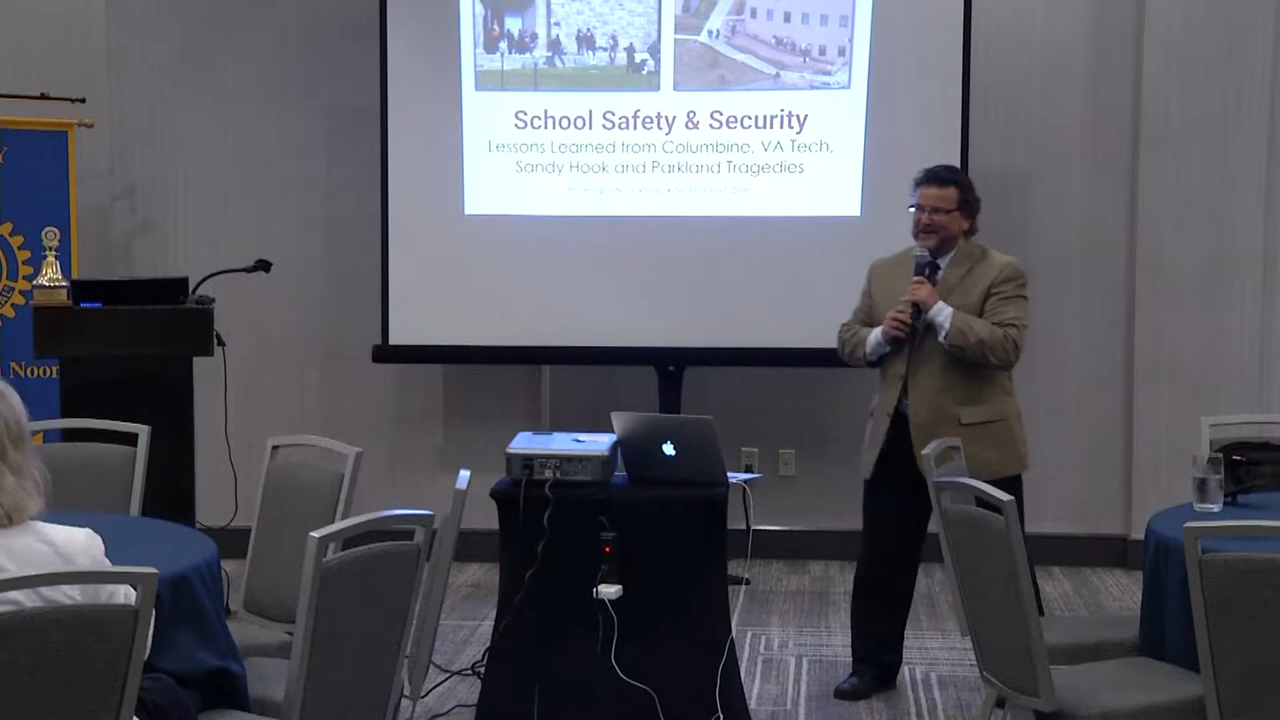 School Safety & Security
Lessons Learned from Columbine, VA Tech,
Sandy Hook and Parkland Tragedies
Noon